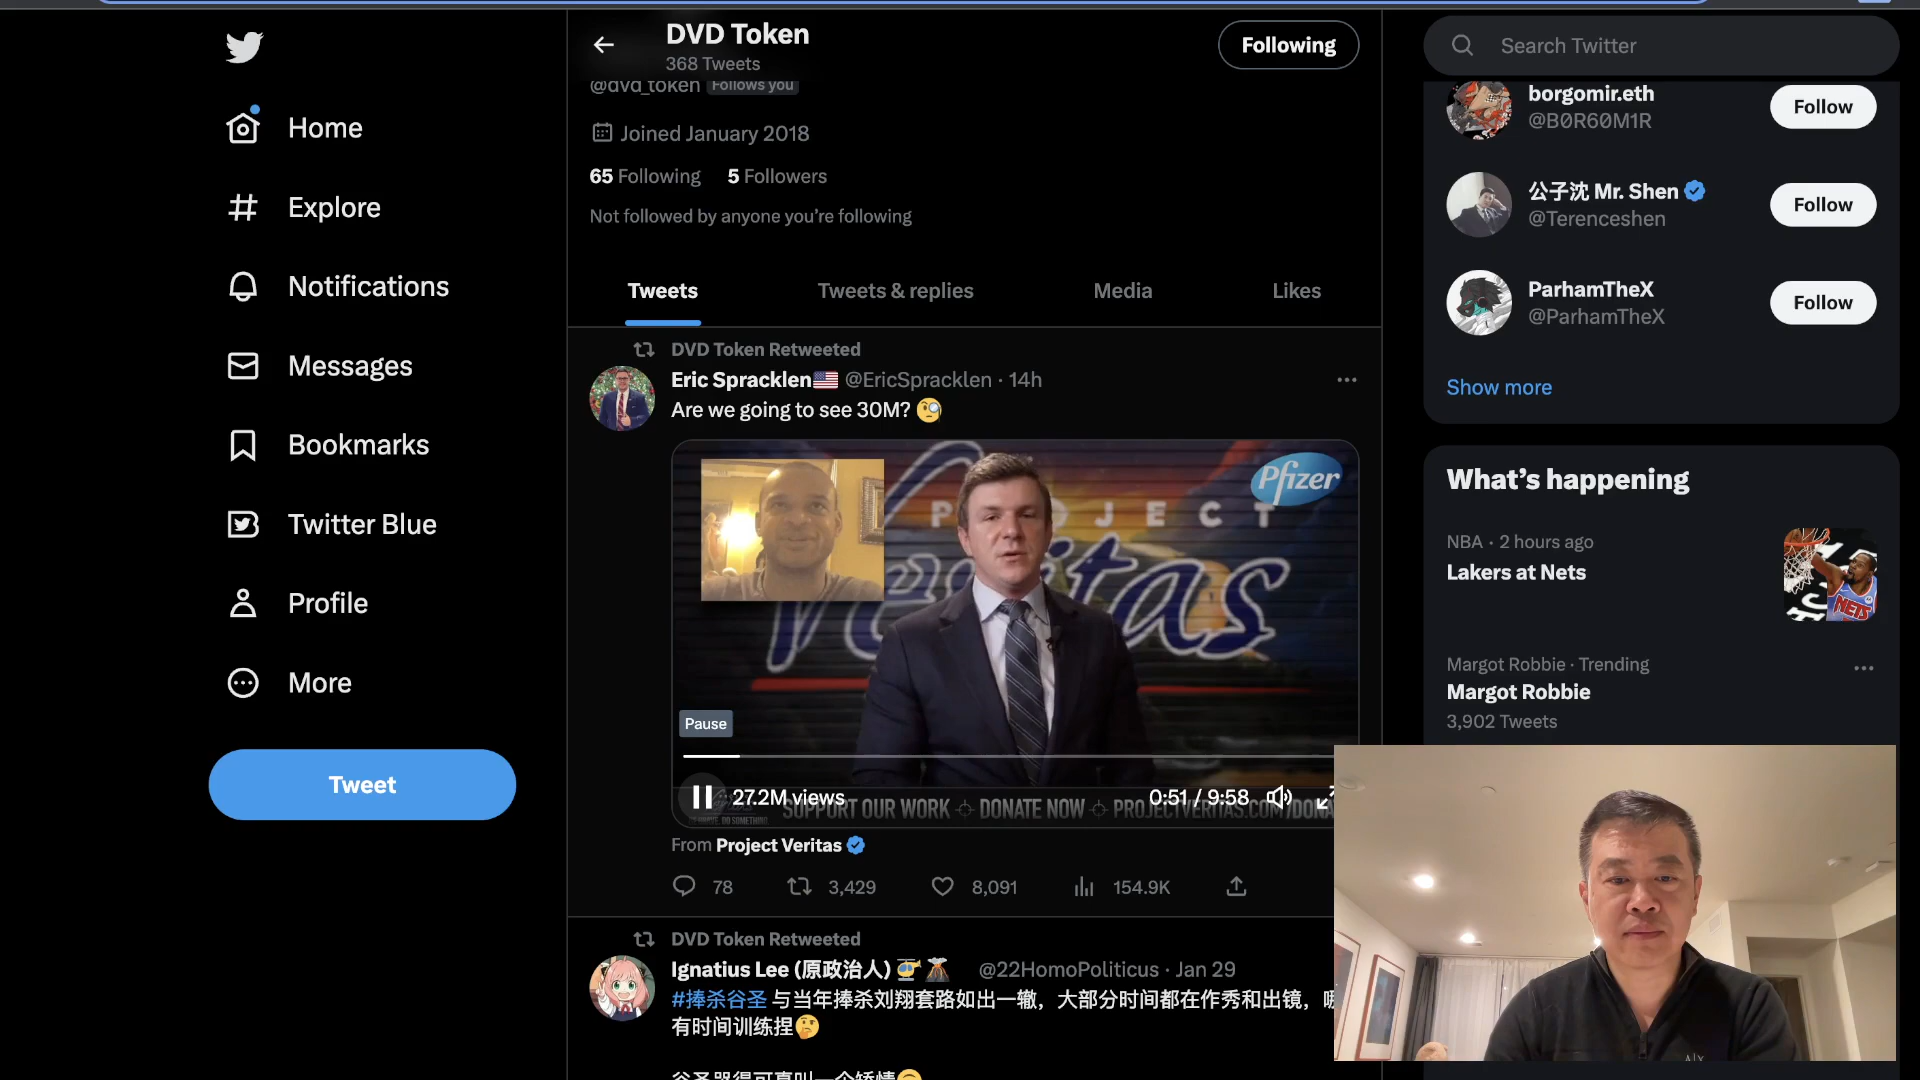 Home
Explore
Notifications
Messages
Bookmarks
Twitter Blue
Profile
More
Tweet
DVD Token
368 Tweets
Following
@dvd_token Follows you
Joined January 2018
65 Following 5 Followers
Not followed by anyone you're following
Tweets Tweets & replies Media Likes
DVD Token Retweeted
Eric Spracklen @EricSpracklen · 14h
Are we going to see 30M?
Pfizer
PROJECT
Veritas
Pause
27.2M views 0:51 / 9:58
SUPPORT OUR WORK DONATE NOW PROJECTVERITAS.COM/DONA
From Project Veritas
78 3,429 8,091 154.9K
DVD Token Retweeted
Ignatius Lee (原政治人) @22HomoPoliticus · Jan 29
#捧杀谷圣 与当年捧杀刘翔套路如出一辙，大部分时间都在作秀和出镜，哪
有时间训练捏
Search Twitter
borgomir.eth
@B0R60M1R
Follow
公子沈 Mr. Shen
@Terenceshen
Follow
ParhamTheX
@ParhamTheX
Follow
Show more
What's happening
NBA · 2 hours ago
Lakers at Nets
NETS
Margot Robbie · Trending
Margot Robbie
3,902 Tweets
A|X